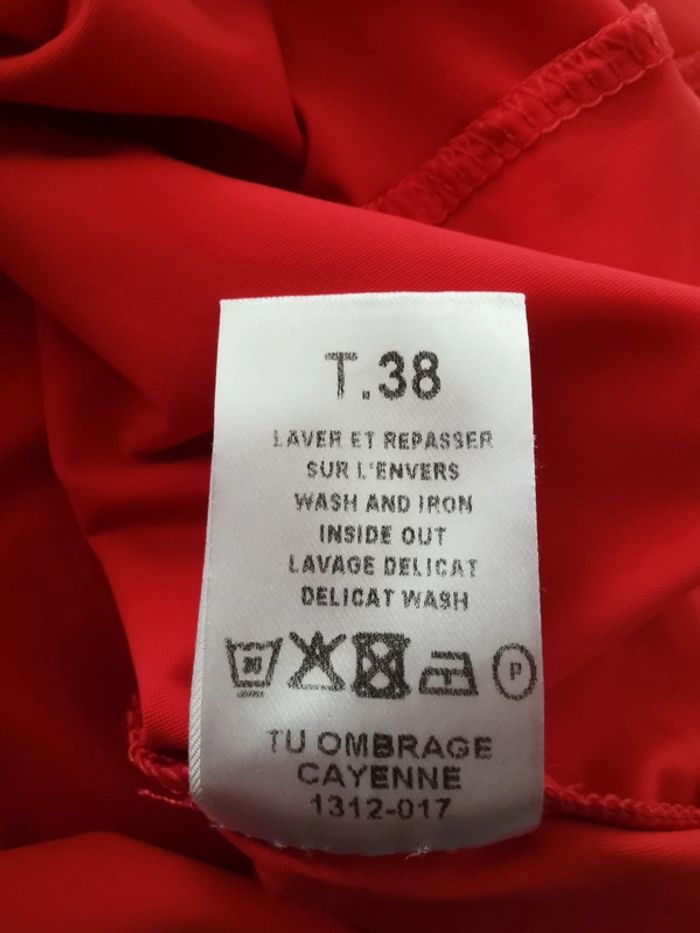 T.38
LAVER ET REPASSER
SUR L'ENVERS
WASH AND IRON
INSIDE OUT
LAVAGE DELICAT
DELICAT WASH
P
TU OMBRAGE
CAYENNE
1312-017